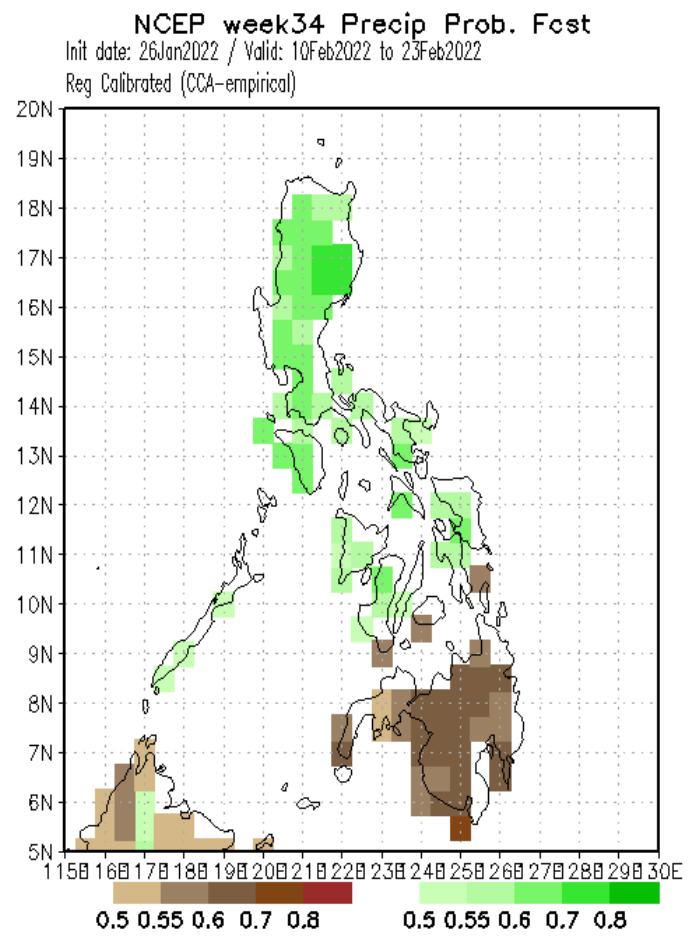 NCEP week34 Precip Prob. Fcst
Init date: 26Jan2022 / Valid: 10Feb2022 to 23Feb2022
Reg Calibrated (CCA-empirical)
20N
19N
18N
17N
16N
15N
14N
13N
12N
11N
10N
9N
8N
7N
6N
5N
115E 116E 117E 118E 119E 120E 121E 122E 123E 124E 125E 126E 127E 128E 129E 130E
0.5 0.55 0.6 0.7 0.8 0.5 0.55 0.6 0.7 0.8